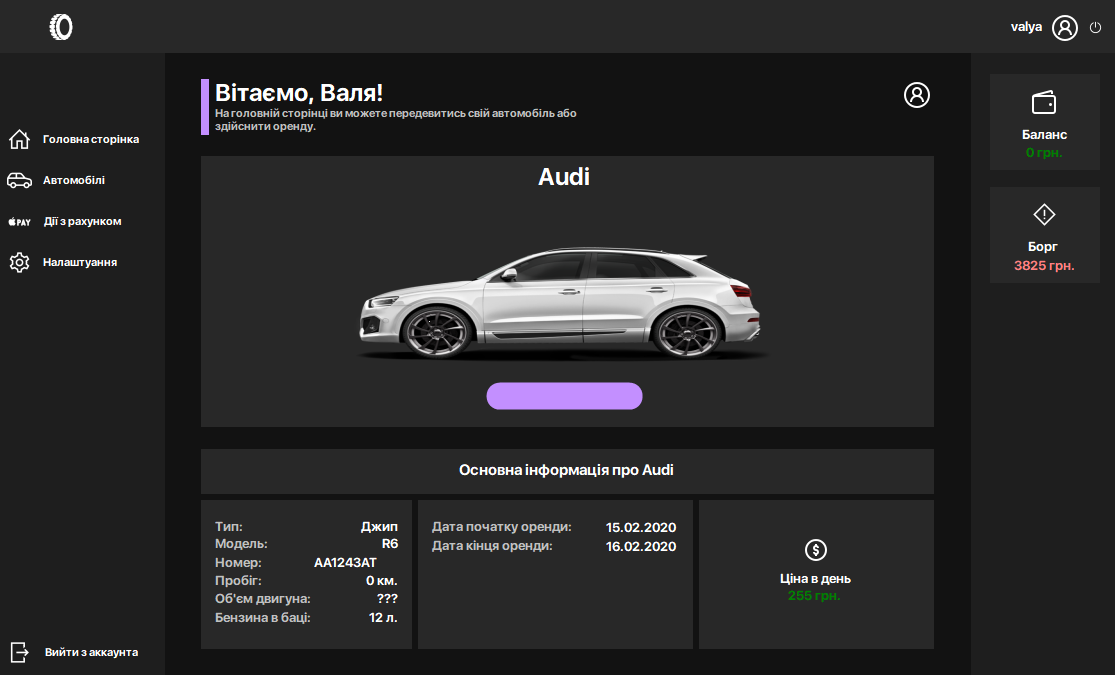 valya
Вітаємо, Валя!
На головній сторінці ви можете передевитись свій автомобіль або
здійснити оренду.
Головна сторінка
Автомобілі
PAY
Дії з рахунком
Налаштування
Вийти з аккаунта
Audi
Основна інформація про Audi
Тип: Джип
Модель: R6
Номер: AA1243AT
Пробіг: 0 км.
Об'єм двигуна: ???
Бензина в баці: 12 л.
Дата початку оренди: 15.02.2020
Дата кінця оренди: 16.02.2020
Ціна в день
255 грн.
Баланс
0 грн.
Борг
3825 грн.